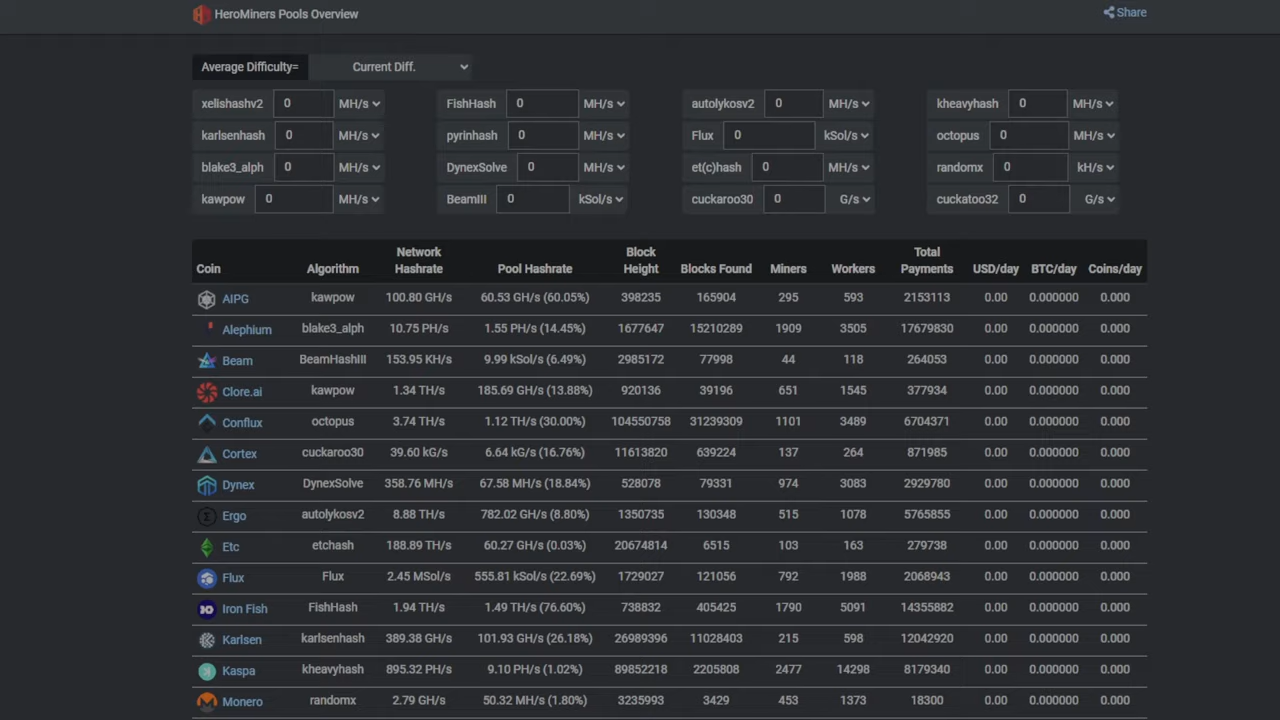 HeroMiners Pools Overview
Share
Average Difficulty= Current Diff.
xelishashv2 0 MH/s FishHash 0 MH/s autolykosv2 0 MH/s kheavyhash 0 MH/s
karlsenhash 0 MH/s pyrinhash 0 MH/s Flux 0 kSol/s octopus 0 MH/s
blake3_alph 0 MH/s DynexSolve 0 MH/s et(c)hash 0 MH/s randomx 0 kH/s
kawpow 0 MH/s BeamIII 0 kSol/s cuckaroo30 0 G/s cuckatoo32 0 G/s
Coin Algorithm Network Hashrate Pool Hashrate Block Height Blocks Found Miners Workers Total Payments USD/day BTC/day Coins/day
AIPG kawpow 100.80 GH/s 60.53 GH/s (60.05%) 398235 165904 295 593 2153113 0.00 0.000000 0.000
Alephium blake3_alph 10.75 PH/s 1.55 PH/s (14.45%) 1677647 15210289 1909 3505 17679830 0.00 0.000000 0.000
Beam BeamHashIII 153.95 KH/s 9.99 kSol/s (6.49%) 2985172 77998 44 118 264053 0.00 0.000000 0.000
Clore.ai kawpow 1.34 TH/s 185.69 GH/s (13.88%) 920136 39196 651 1545 377934 0.00 0.000000 0.000
Conflux octopus 3.74 TH/s 1.12 TH/s (30.00%) 104550758 31239309 1101 3489 6704371 0.00 0.000000 0.000
Cortex cuckaroo30 39.60 kG/s 6.64 kG/s (16.76%) 11613820 639224 137 264 871985 0.00 0.000000 0.000
Dynex DynexSolve 358.76 MH/s 67.58 MH/s (18.84%) 528078 79331 974 3083 2929780 0.00 0.000000 0.000
Ergo autolykosv2 8.88 TH/s 782.02 GH/s (8.80%) 1350735 130348 515 1078 5765855 0.00 0.000000 0.000
Etc etchash 188.89 TH/s 60.27 GH/s (0.03%) 20674814 6515 103 163 279738 0.00 0.000000 0.000
Flux Flux 2.45 MSol/s 555.81 kSol/s (22.69%) 1729027 121056 792 1988 2068943 0.00 0.000000 0.000
Iron Fish FishHash 1.94 TH/s 1.49 TH/s (76.60%) 738832 405425 1790 5091 14355882 0.00 0.000000 0.000
Karlsen karlsenhash 389.38 GH/s 101.93 GH/s (26.18%) 26989396 11028403 215 598 12042920 0.00 0.000000 0.000
Kaspa kheavyhash 895.32 PH/s 9.10 PH/s (1.02%) 89852218 2205808 2477 14298 8179340 0.00 0.000000 0.000
Monero randomx 2.79 GH/s 50.32 MH/s (1.80%) 3235993 3429 453 1373 18300 0.00 0.000000 0.000